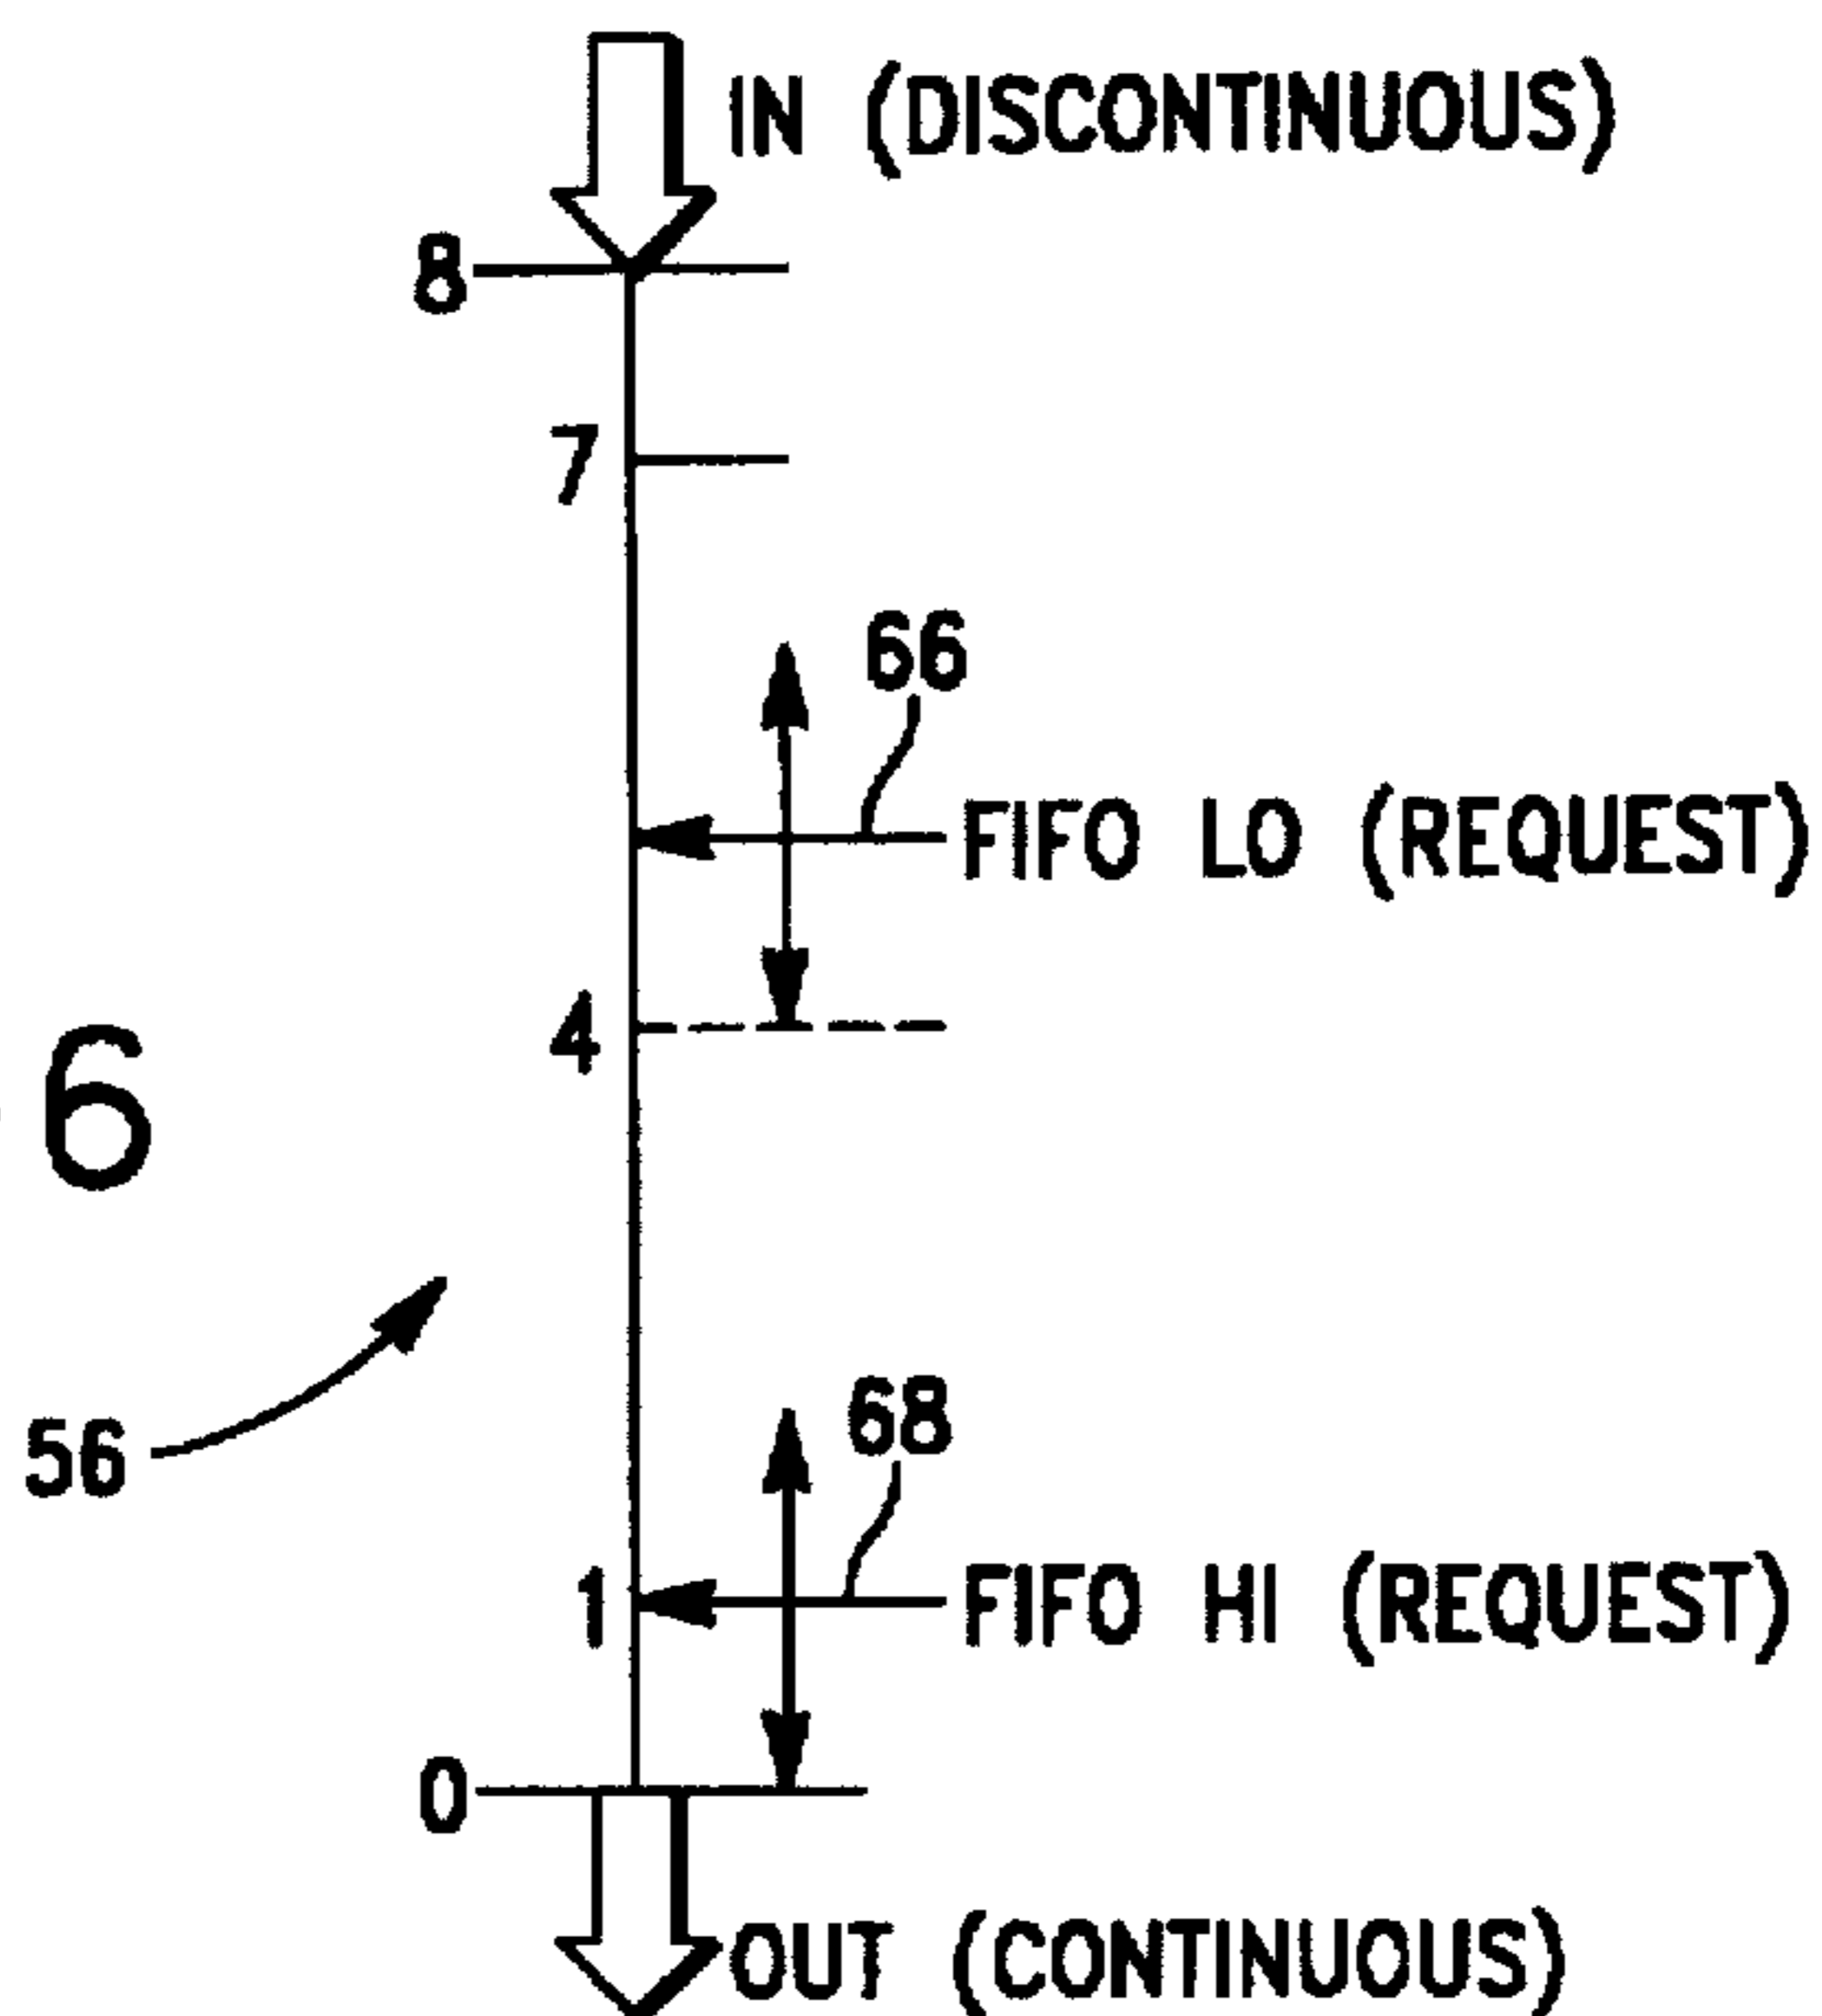 IN (DISCONTINUOUS)
8
7
66
FIFO LO (REQUEST)
4
6
56
68
1
FIFO HI (REQUEST)
0
OUT (CONTINUOUS)